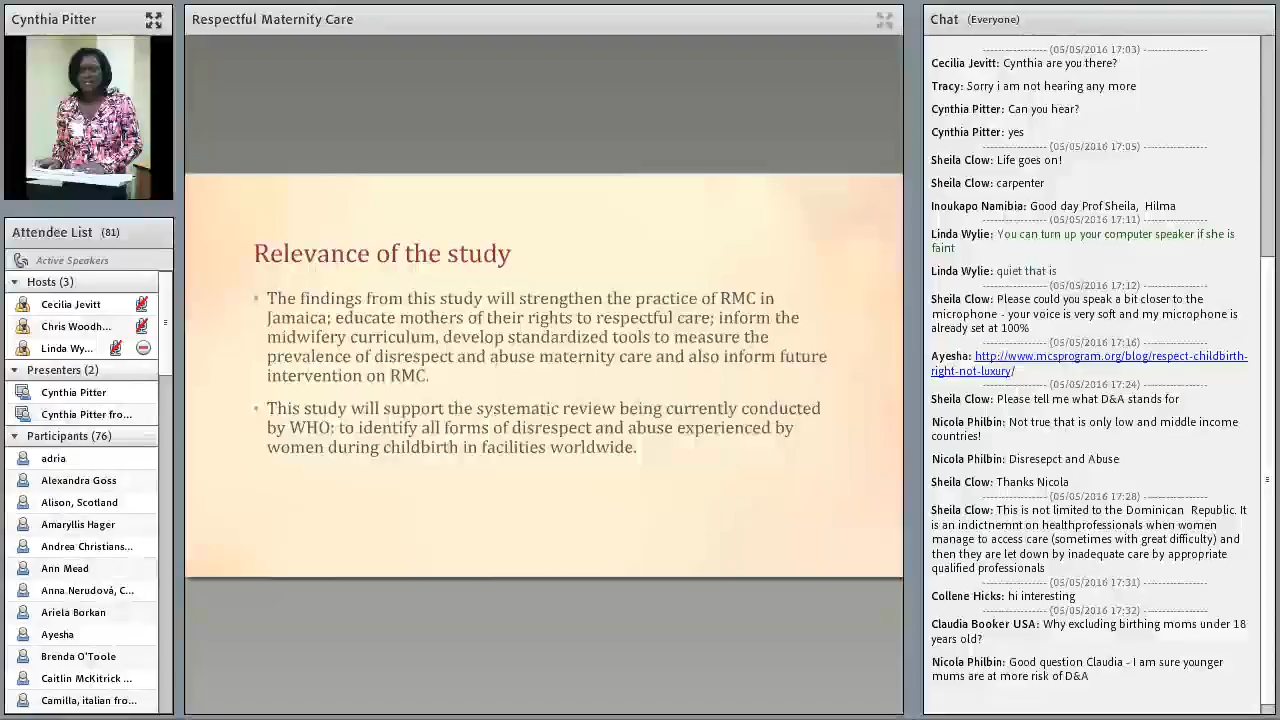 Cynthia Pitter
Attendee List (81)
Active Speakers
Hosts (3)
Cecilia Jevitt
Chris Woodh...
Linda Wy...
Presenters (2)
Cynthia Pitter
Cynthia Pitter fro...
Participants (76)
adria
Alexandra Goss
Alison, Scotland
Amaryllis Hager
Andrea Christians...
Ann Mead
Anna Nerudová, C...
Ariela Borkan
Ayesha
Brenda O'Toole
Caitlin McKitrick ...
Camilla, italian fro...
Respectful Maternity Care
Relevance of the study
• The findings from this study will strengthen the practice of RMC in
Jamaica; educate mothers of their rights to respectful care; inform the
midwifery curriculum, develop standardized tools to measure the
prevalence of disrespect and abuse maternity care and also inform future
intervention on RMC.
• This study will support the systematic review being currently conducted
by WHO: to identify all forms of disrespect and abuse experienced by
women during childbirth in facilities worldwide.
Chat (Everyone)
------------------ (05/05/2016 17:03) ------------------
Cecilia Jevitt: Cynthia are you there?
Tracy: Sorry i am not hearing any more
Cynthia Pitter: Can you hear?
Cynthia Pitter: yes
------------------ (05/05/2016 17:05) ------------------
Sheila Clow: Life goes on!
Sheila Clow: carpenter
Inoukapo Namibia: Good day Prof Sheila, Hilma
------------------ (05/05/2016 17:11) ------------------
Linda Wylie: You can turn up your computer speaker if she is
faint
Linda Wylie: quiet that is
------------------ (05/05/2016 17:12) ------------------
Sheila Clow: Please could you speak a bit closer to the
microphone - your voice is very soft and my microphone is
already set at 100%
------------------ (05/05/2016 17:16) ------------------
Ayesha: http://www.mcsprogram.org/blog/respect-childbirth-
right-not-luxury/
------------------ (05/05/2016 17:24) ------------------
Sheila Clow: Please tell me what D&A stands for
Nicola Philbin: Not true that is only low and middle income
countries!
Nicola Philbin: Disresepct and Abuse
Sheila Clow: Thanks Nicola
------------------ (05/05/2016 17:28) ------------------
Sheila Clow: This is not limited to the Dominican Republic. It
is an indictnemnt on healthprofessionals when women
manage to access care (sometimes with great difficulty) and
then they are let down by inadequate care by appropriate
qualified professionals
------------------ (05/05/2016 17:31) ------------------
Collene Hicks: hi interesting
------------------ (05/05/2016 17:32) ------------------
Claudia Booker USA: Why excluding birthing moms under 18
years old?
Nicola Philbin: Good question Claudia - I am sure younger
mums are at more risk of D&A